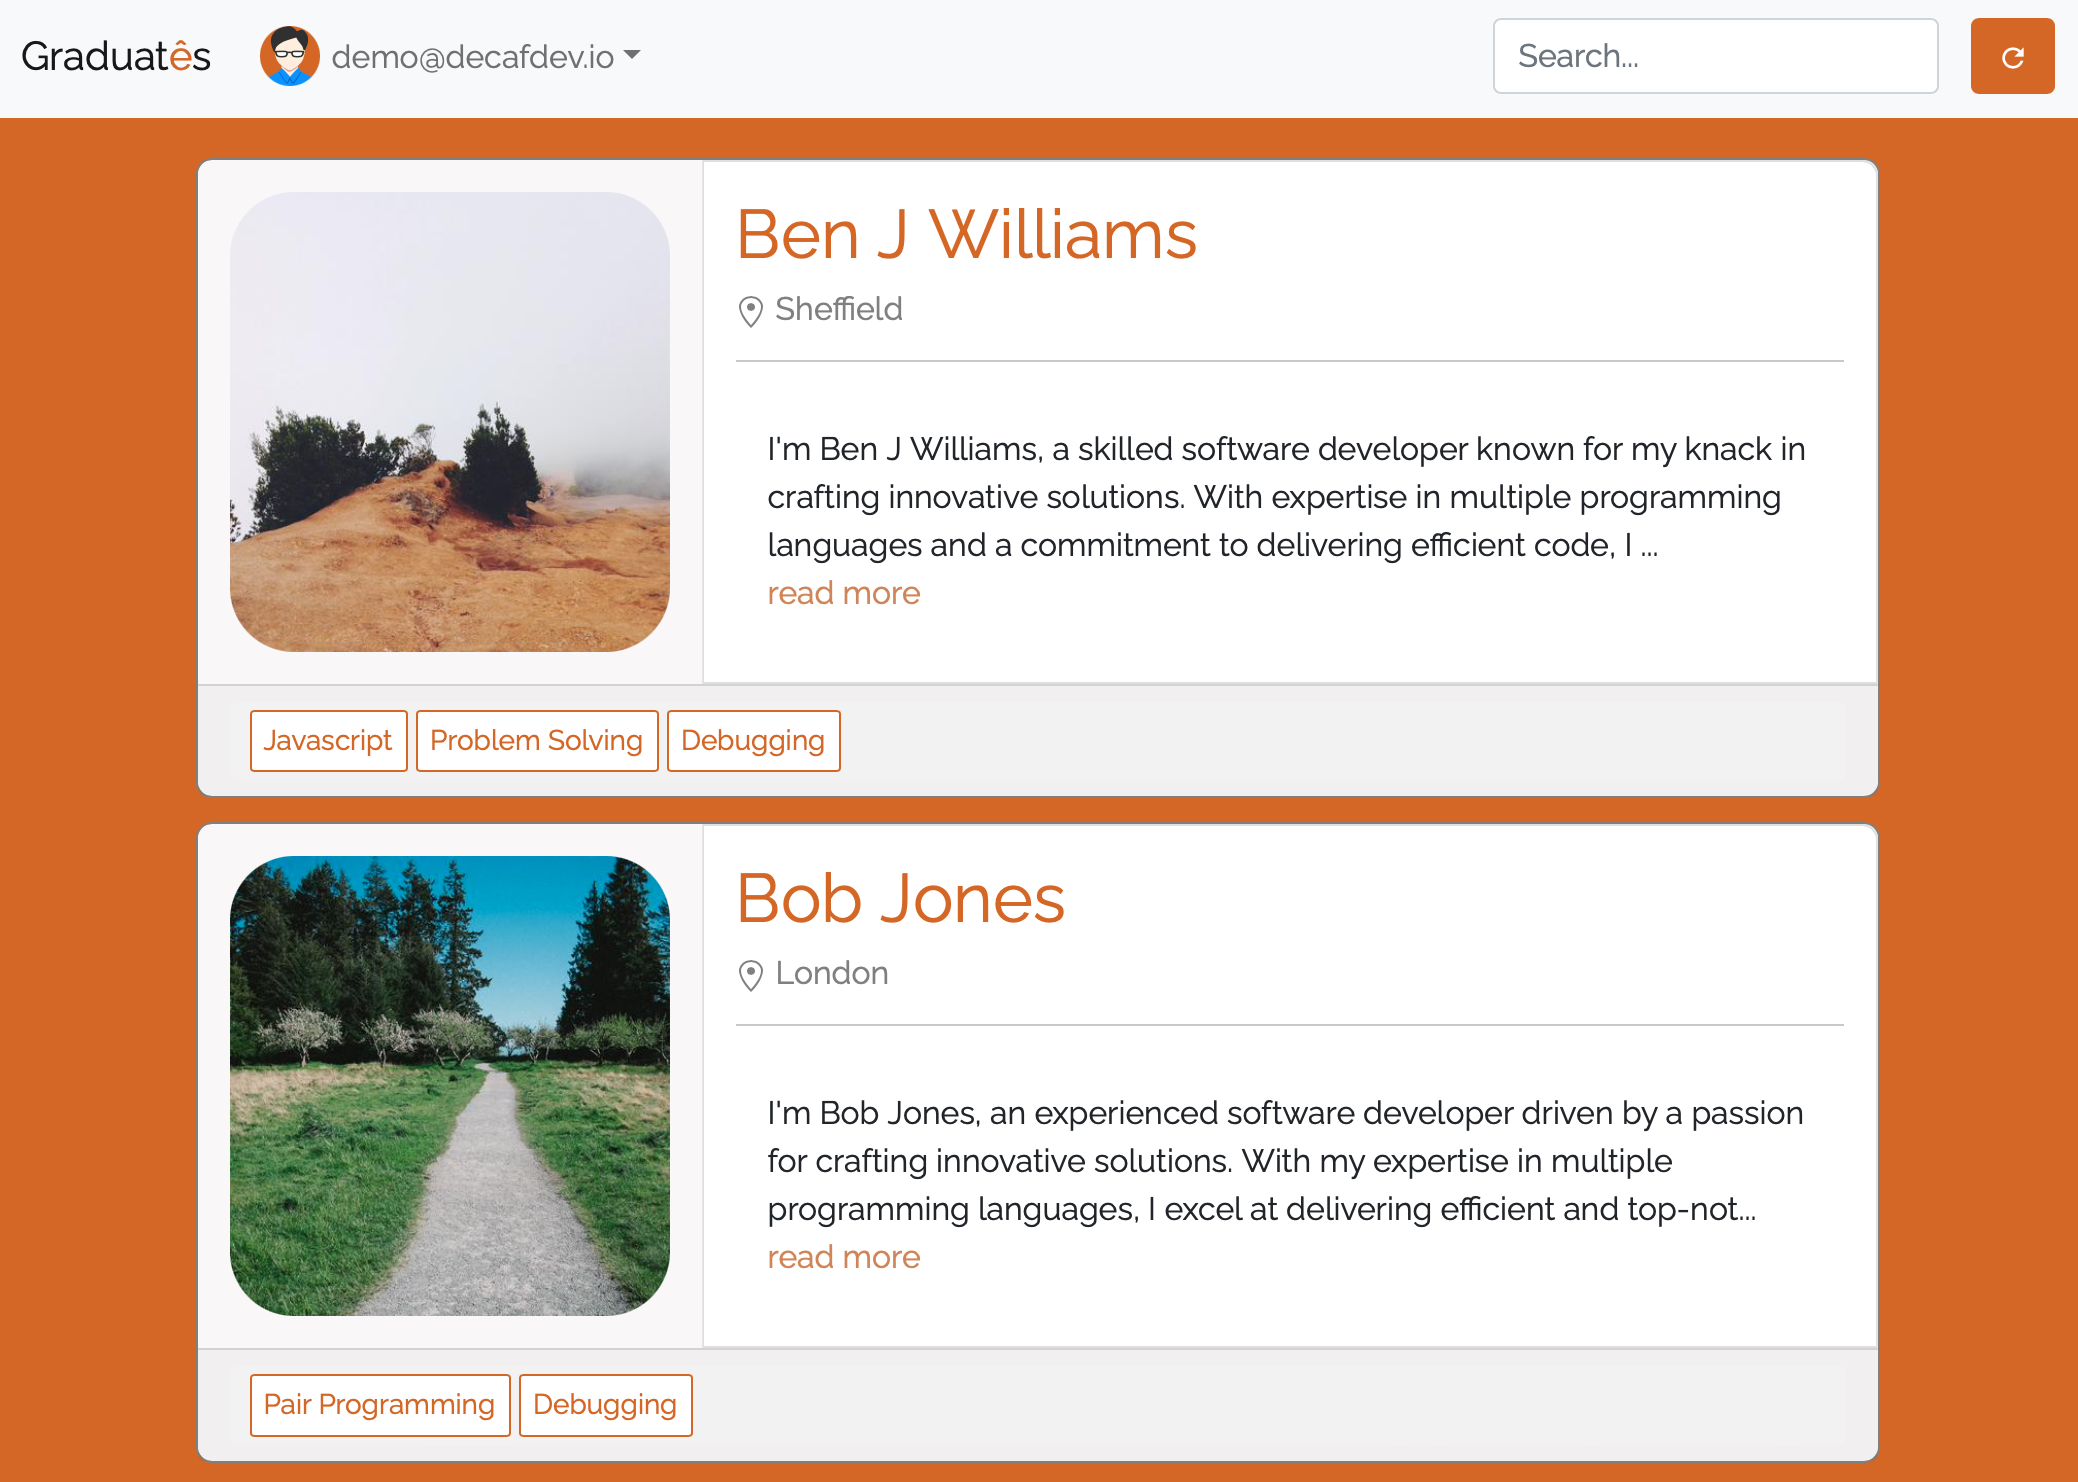 Graduatês
demo@decafdev.io
Search...
Ben J Williams
Sheffield
I'm Ben J Williams, a skilled software developer known for my knack in
crafting innovative solutions. With expertise in multiple programming
languages and a commitment to delivering efficient code, I ...
read more
Javascript
Problem Solving
Debugging
Bob Jones
London
I'm Bob Jones, an experienced software developer driven by a passion
for crafting innovative solutions. With my expertise in multiple
programming languages, I excel at delivering efficient and top-not...
read more
Pair Programming
Debugging